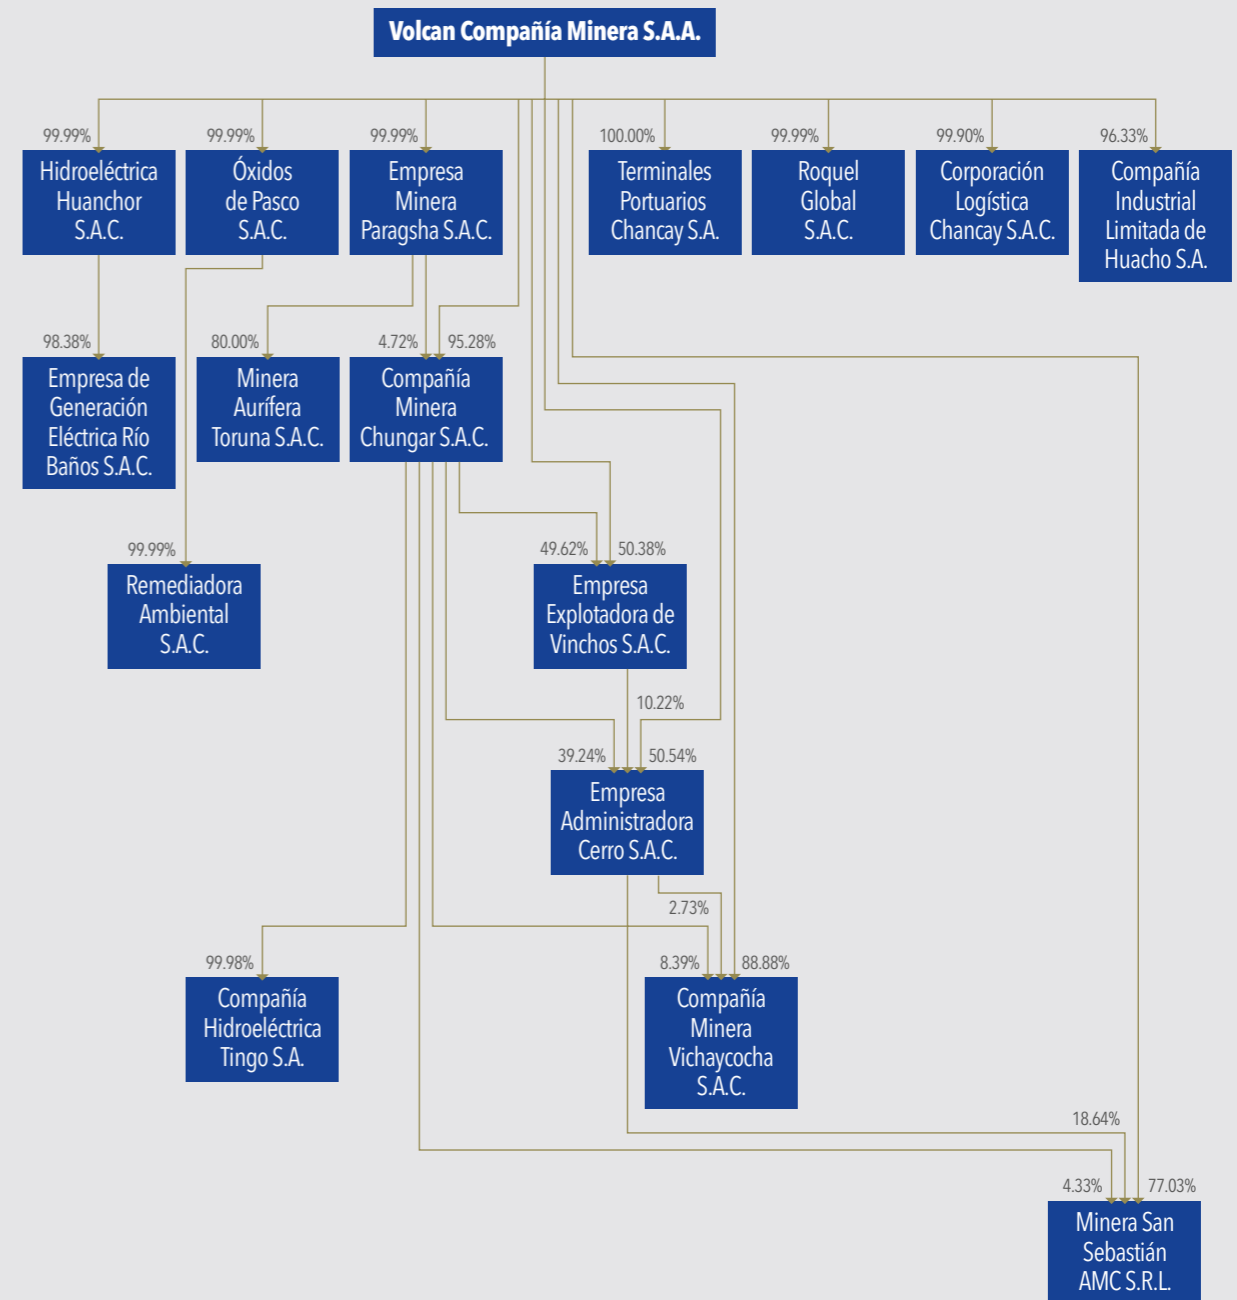 Volcan Compañía Minera S.A.A.
99.99%
99.99%
99.99%
100.00%
99.99%
99.90%
96.33%
Hidroeléctrica
Huanchor
S.A.C.
Óxidos
de Pasco
S.A.C.
Empresa
Minera
Paragsha S.A.C.
Terminales
Portuarios
Chancay S.A.
Roquel
Global
S.A.C.
Corporación
Logística
Chancay S.A.C.
Compañía
Industrial
Limitada de
Huacho S.A.
98.38%
80.00%
4.72%
95.28%
Empresa de
Generación
Eléctrica Río
Baños S.A.C.
Minera
Aurífera
Toruna S.A.C.
Compañía
Minera
Chungar S.A.C.
99.99%
49.62%
50.38%
Remediadora
Ambiental
S.A.C.
Empresa
Explotadora de
Vinchos S.A.C.
10.22%
39.24%
50.54%
Empresa
Administradora
Cerro S.A.C.
2.73%
99.98%
8.39%
88.88%
Compañía
Hidroeléctrica
Tingo S.A.
Compañía
Minera
Vichaycocha
S.A.C.
18.64%
4.33%
77.03%
Minera San
Sebastián
AMC S.R.L.